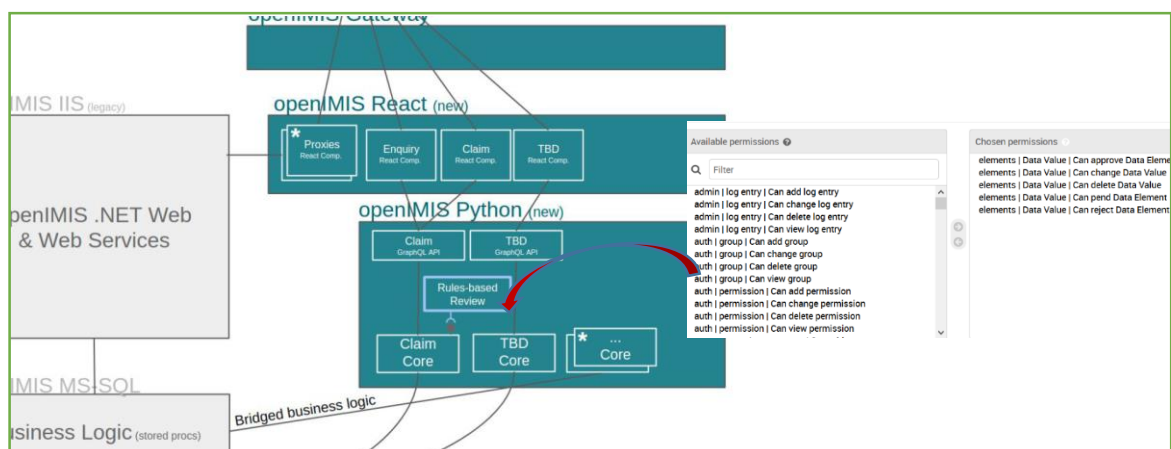 openIMIS Gateway
IMIS IIS (legacy)
openIMIS React (new)
*
Proxies
React Comp.
Enquiry
React Comp.
Claim
React Comp.
TBD
React Comp.
penIMIS .NET Web
& Web Services
openIMIS Python (new)
Claim
GraphQL API
TBD
GraphQL API
Rules-based
Review
Claim
Core
TBD
Core
*
...
Core
IMIS MS-SQL
Bridged business logic
usiness Logic (stored procs)
Available permissions
Filter
admin | log entry | Can add log entry
admin | log entry | Can change log entry
admin | log entry | Can delete log entry
admin | log entry | Can view log entry
auth | group | Can add group
auth | group | Can change group
auth | group | Can delete group
auth | group | Can view group
auth | permission | Can add permission
auth | permission | Can change permission
auth | permission | Can delete permission
auth | permission | Can view permission
Chosen permissions
elements | Data Value | Can approve Data Eleme
elements | Data Value | Can change Data Value
elements | Data Value | Can delete Data Value
elements | Data Value | Can pend Data Element
elements | Data Value | Can reject Data Element